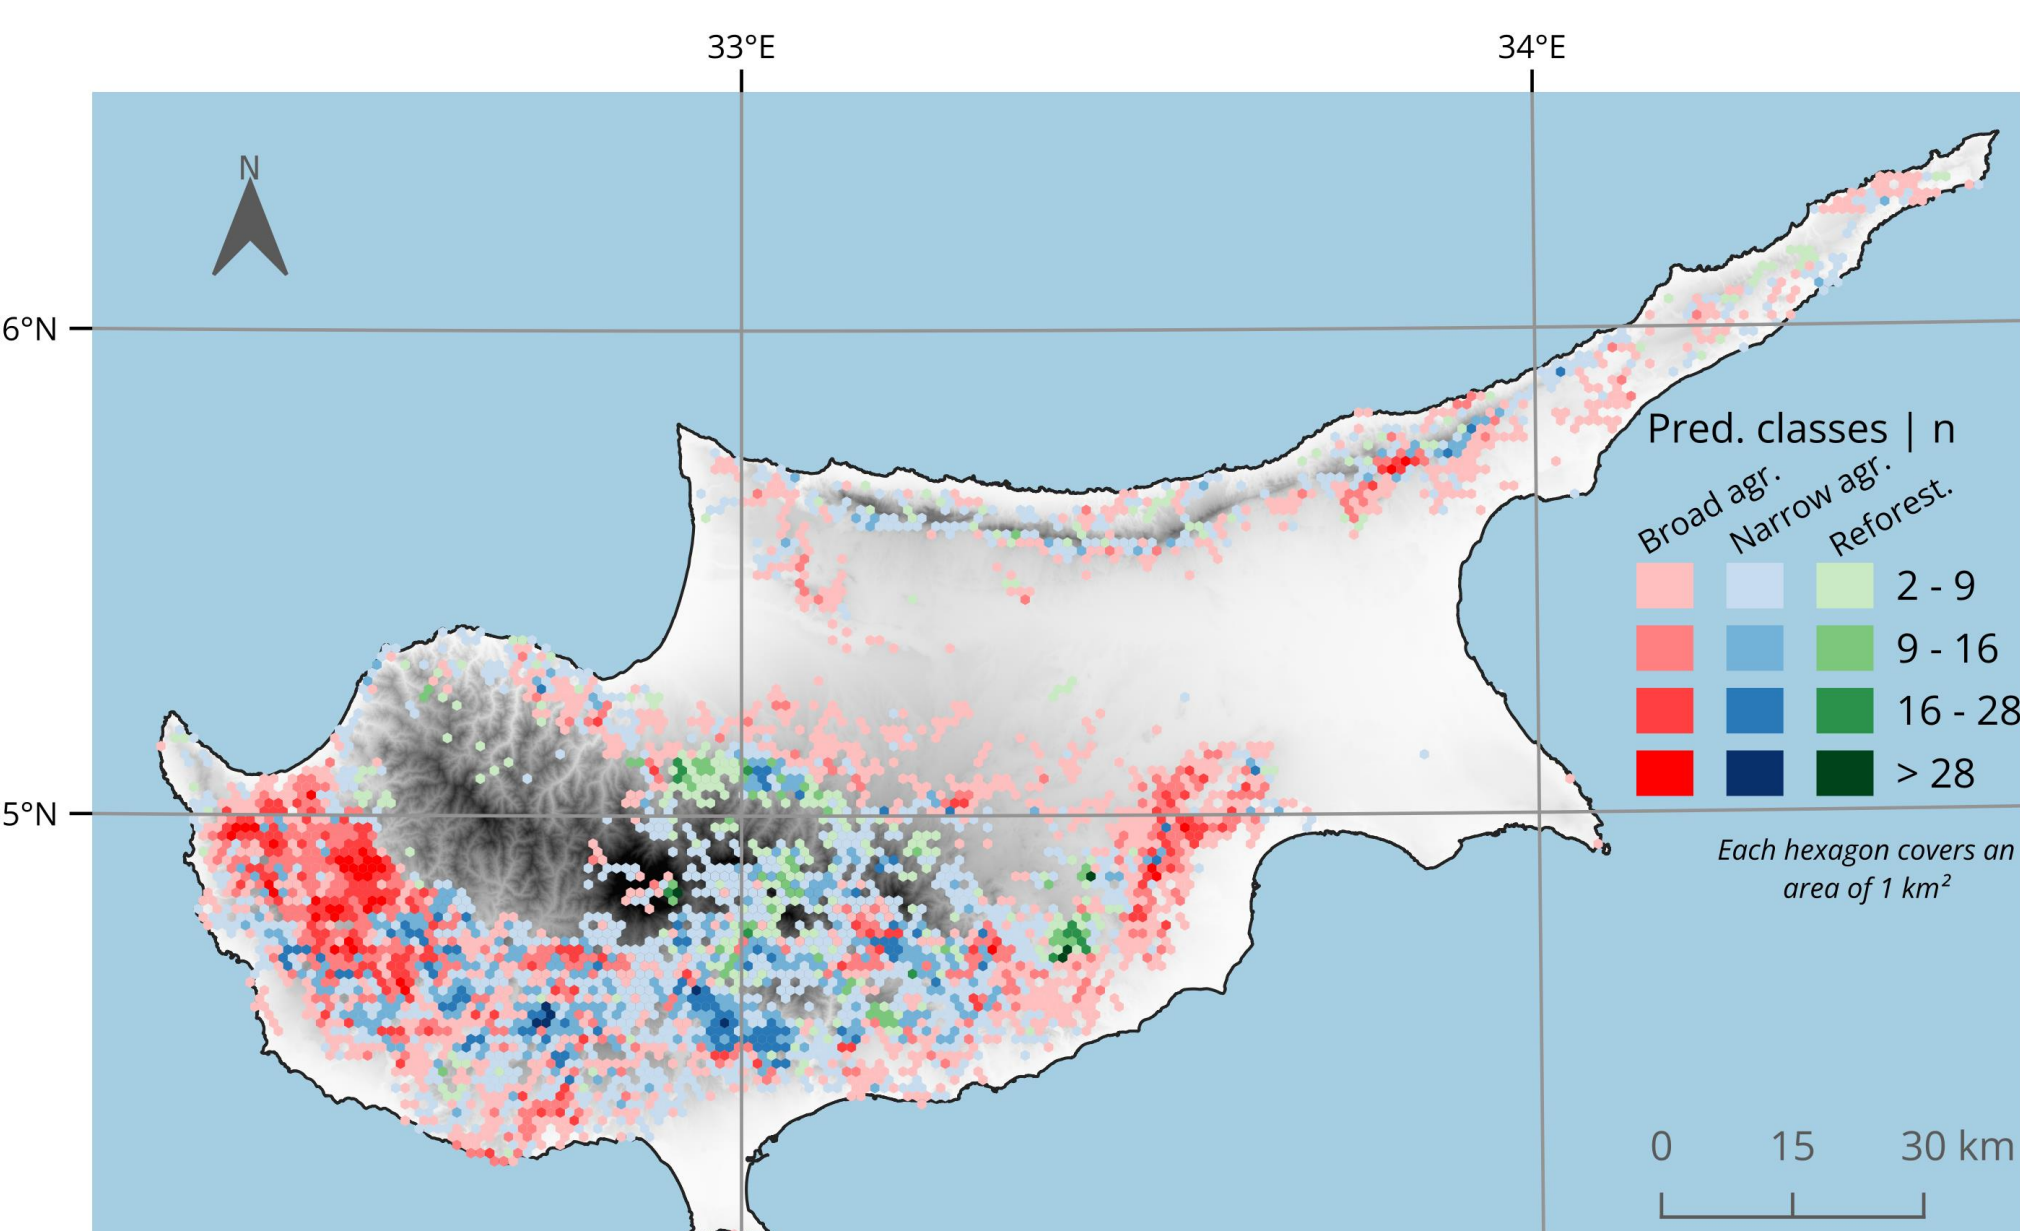 33°E 34°E
N
6°N
Pred. classes | n
Broad agr. Narrow agr. Reforest.
2 - 9
9 - 16
16 - 28
> 28
5°N
Each hexagon covers an
area of 1 km²
0 15 30 km